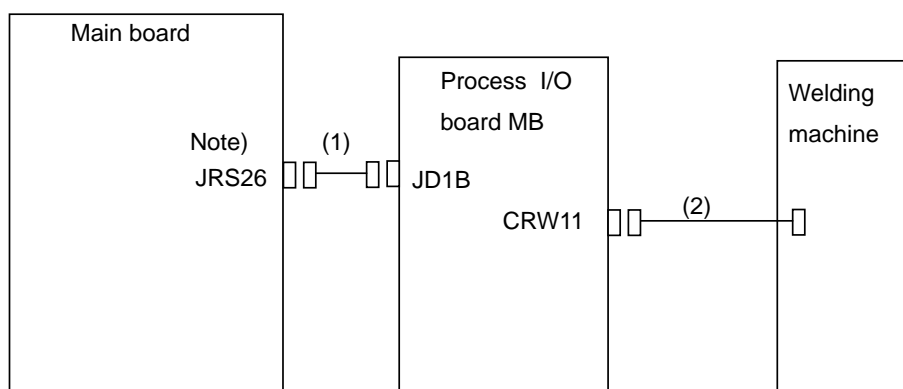 Main board
Note)
JRS26
(1)
Process I/O
board MB
JD1B
CRW11
(2)
Welding
machine